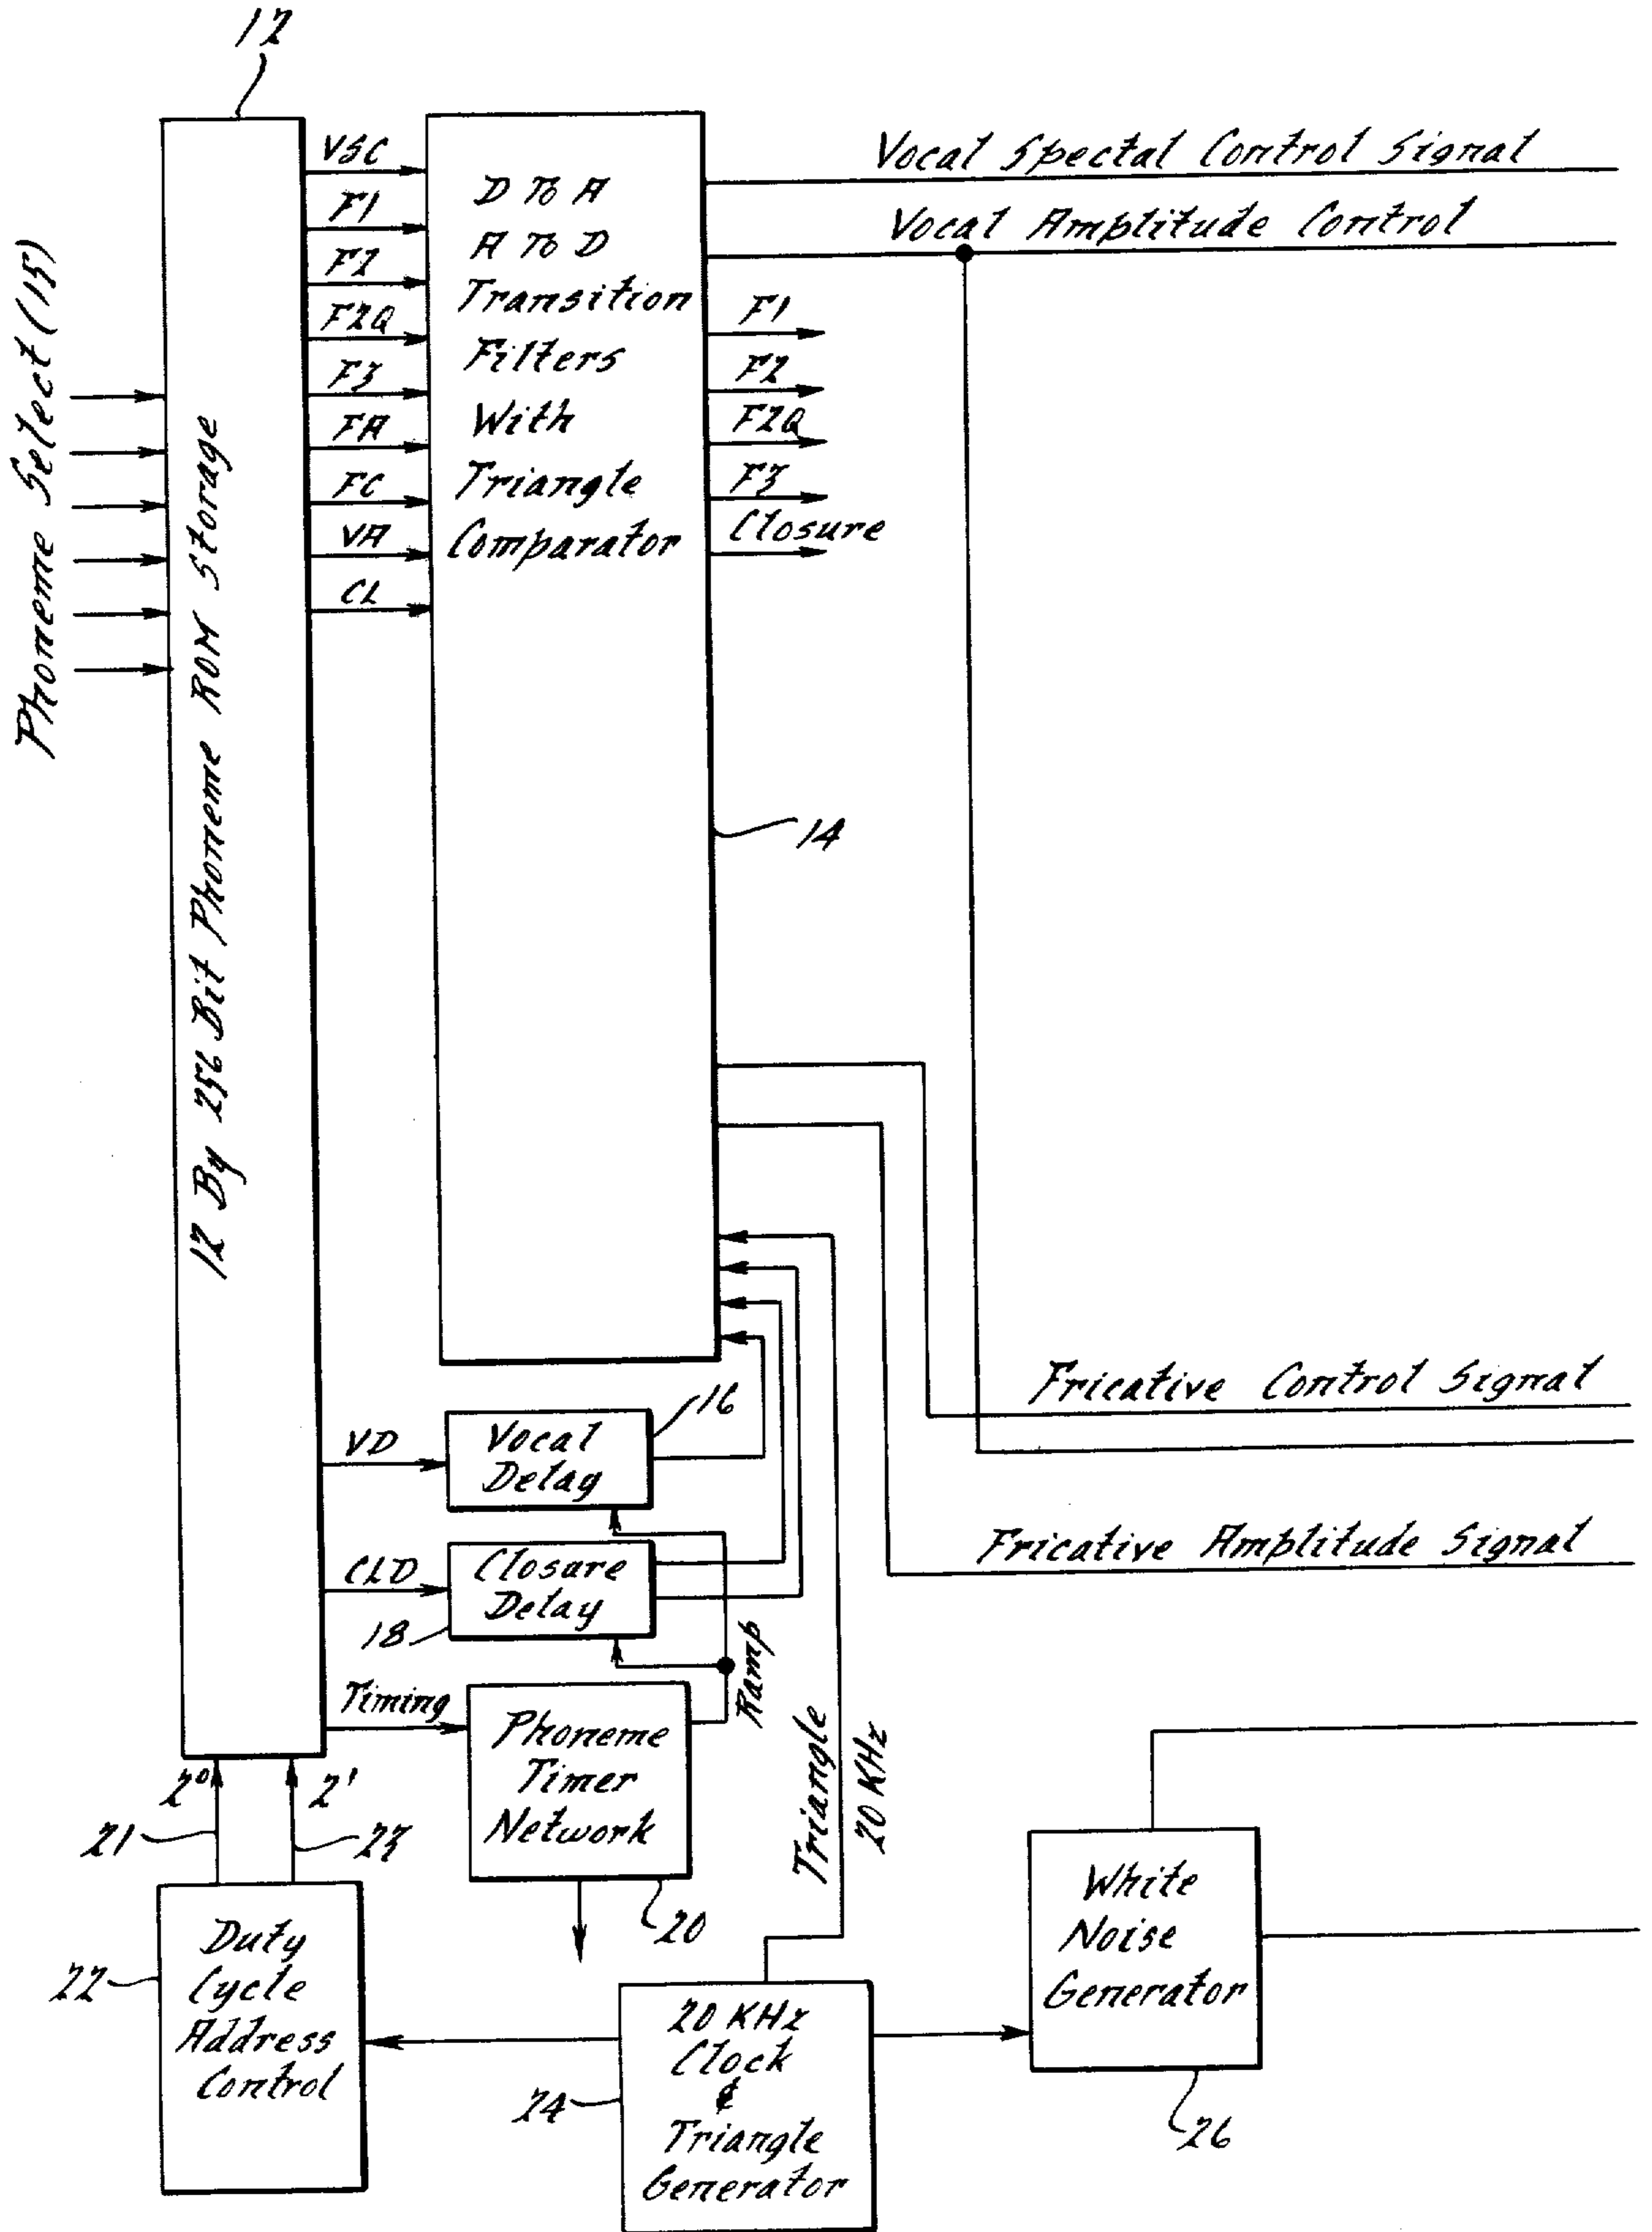 12
Phoneme Select (15)
12 By 256 Bit Phoneme ROM Storage
VSC
F1
F2
F2Q
F3
FA
FC
VA
CL
D To A
A To D
Transition
Filters
With
Triangle
Comparator
14
Vocal Spectal Control Signal
Vocal Amplitude Control
F1
F2
F2Q
F3
Closure
Fricative Control Signal
Fricative Amplitude Signal
VD
Vocal
Delay
16
CLD
Closure
Delay
18
Ramp
Timing
Phoneme
Timer
Network
20
Triangle
20 KHz
2⁰
2¹
21
23
Duty
Cycle
Address
Control
22
20 KHz
Clock
&
Triangle
Generator
24
White
Noise
Generator
26